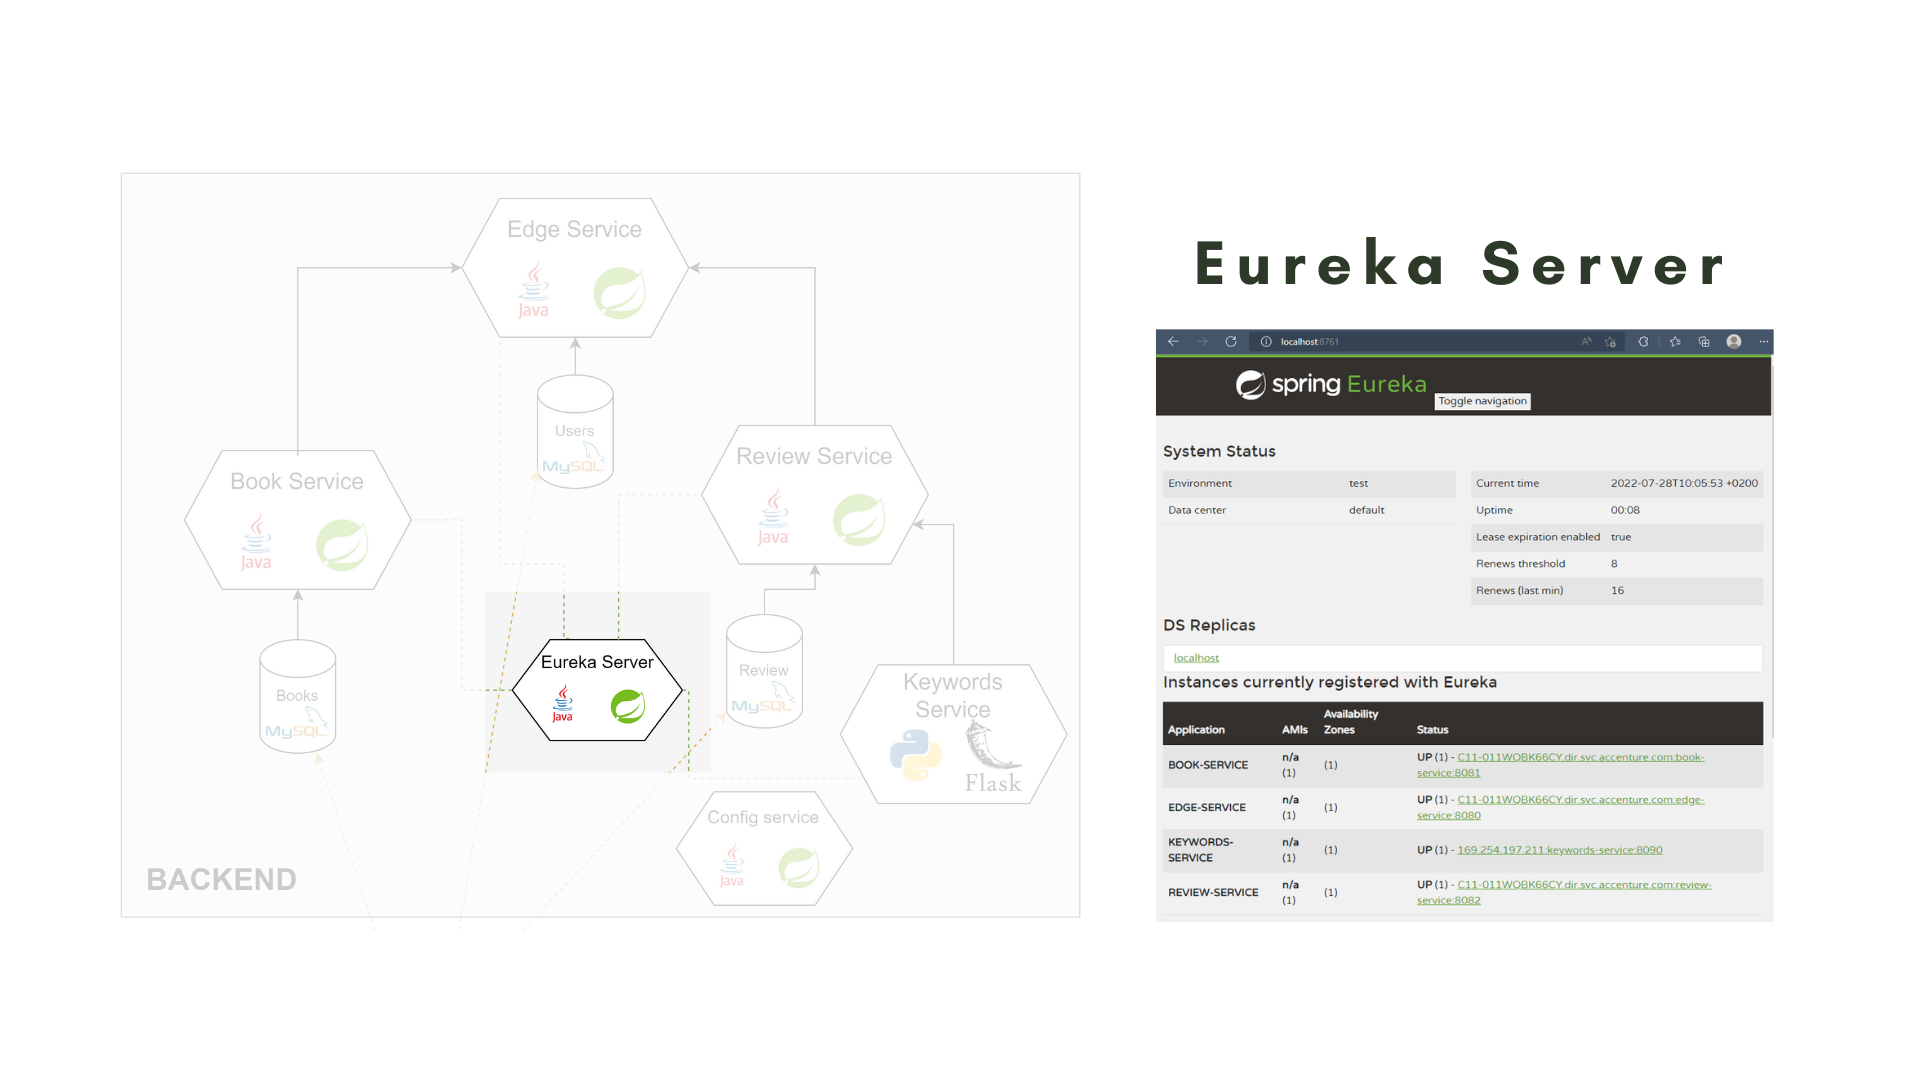 Edge Service
Java
Users
MySQL
Book Service
Java
Review Service
Java
Books
MySQL
Eureka Server
Java
Review
MySQL
Keywords
Service
Flask
Config service
Java
BACKEND
Eureka Server
localhost:8761
spring Eureka
Toggle navigation
System Status
Environment test
Data center default
Current time 2022-07-28T10:05:53 +0200
Uptime 00:08
Lease expiration enabled true
Renews threshold 8
Renews (last min) 16
DS Replicas
localhost
Instances currently registered with Eureka
Application AMIs Availability Zones Status
BOOK-SERVICE n/a (1) (1) UP (1) - C11-011WQBK66CY.dir.svc.accenture.com:book-
service:8081
EDGE-SERVICE n/a (1) (1) UP (1) - C11-011WQBK66CY.dir.svc.accenture.com:edge-
service:8080
KEYWORDS-
SERVICE n/a (1) (1) UP (1) - 169.254.197.211:keywords-service:8090
REVIEW-SERVICE n/a (1) (1) UP (1) - C11-011WQBK66CY.dir.svc.accenture.com:review-
service:8082